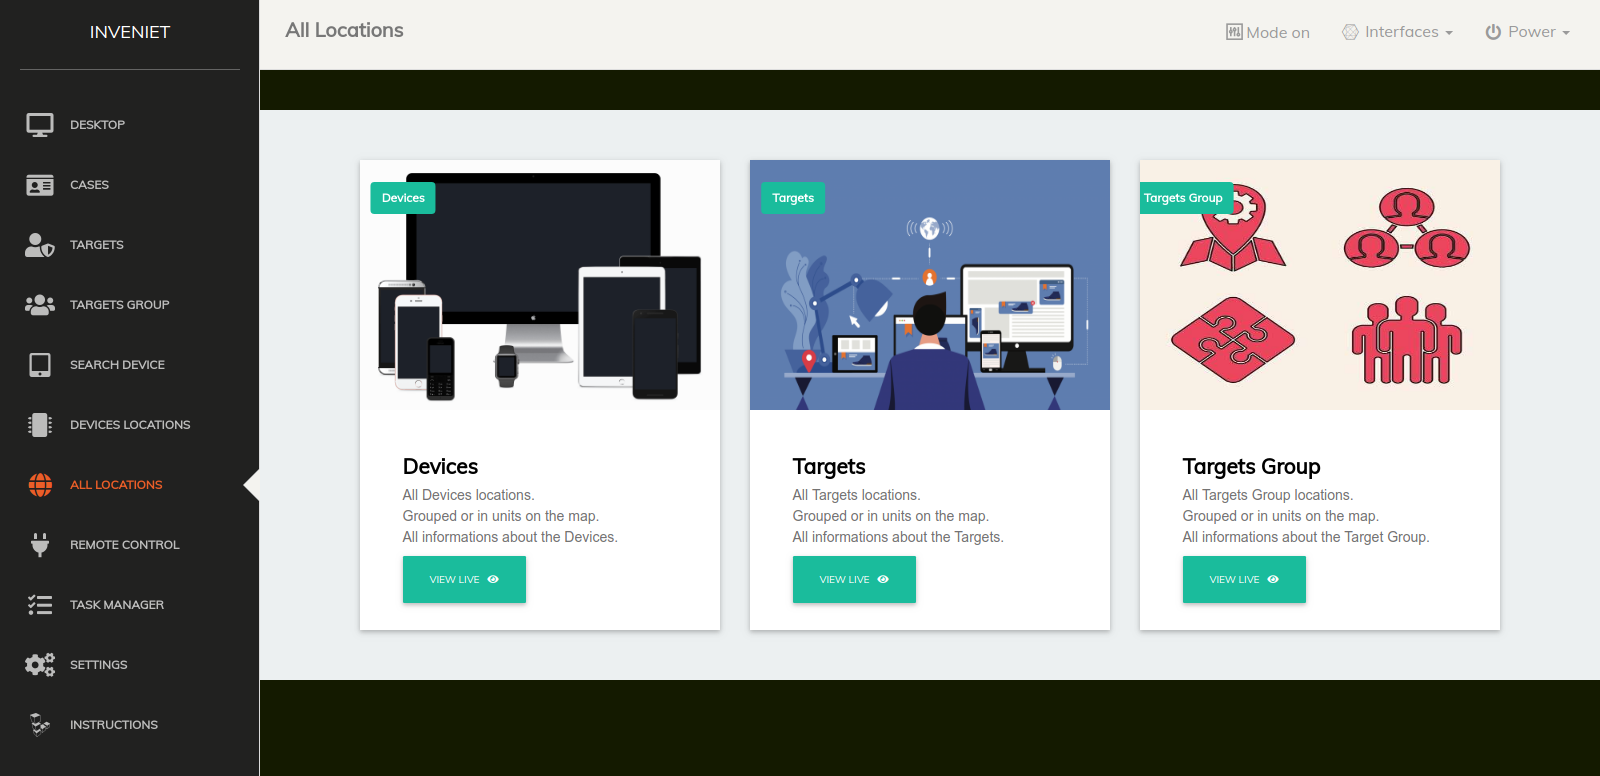 INVENIET
All Locations
Mode on
Interfaces
Power
DESKTOP
CASES
TARGETS
TARGETS GROUP
SEARCH DEVICE
DEVICES LOCATIONS
ALL LOCATIONS
REMOTE CONTROL
TASK MANAGER
SETTINGS
INSTRUCTIONS
Devices
Devices
All Devices locations.
Grouped or in units on the map.
All informations about the Devices.
VIEW LIVE
Targets
Targets
All Targets locations.
Grouped or in units on the map.
All informations about the Targets.
VIEW LIVE
Targets Group
Targets Group
All Targets Group locations.
Grouped or in units on the map.
All informations about the Target Group.
VIEW LIVE